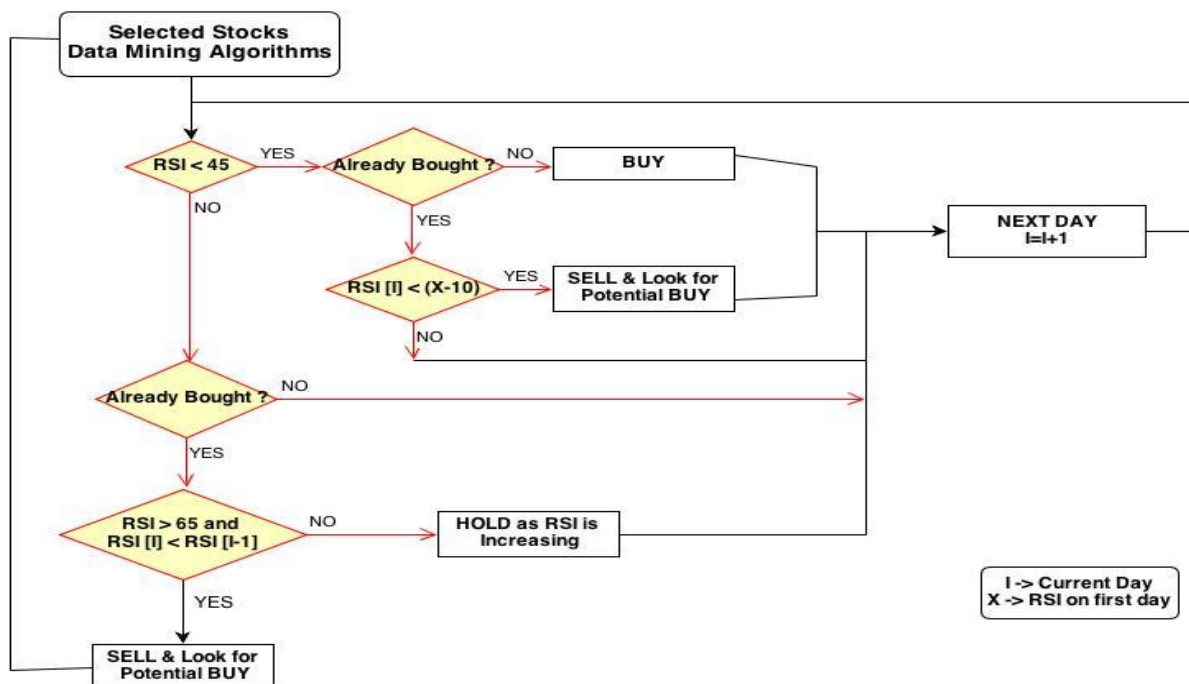 Selected Stocks
Data Mining Algorithms
RSI < 45
YES
Already Bought ?
NO
BUY
NO
YES
NEXT DAY
I=I+1
RSI [I] < (X-10)
YES
SELL & Look for
Potential BUY
NO
Already Bought ?
NO
YES
RSI > 65 and
RSI [I] < RSI [I-1]
NO
HOLD as RSI is
Increasing
I -> Current Day
X -> RSI on first day
YES
SELL & Look for
Potential BUY